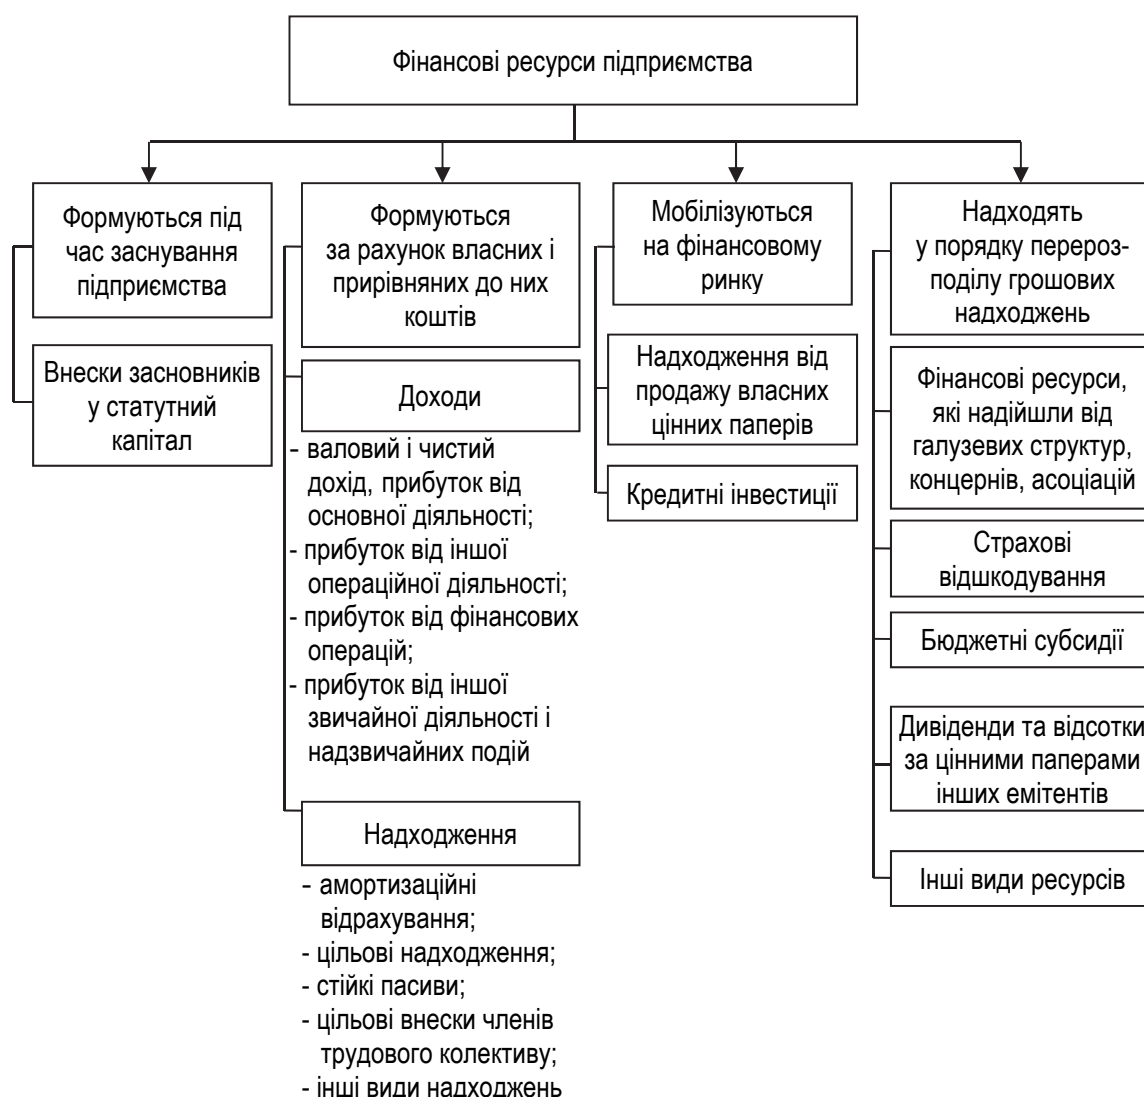 Фінансові ресурси підприємства
Формуються під
час заснування
підприємства
Внески засновників
у статутний
капітал
Формуються
за рахунок власних і
прирівняних до них
коштів
Доходи
- валовий і чистий
дохід, прибуток від
основної діяльності;
- прибуток від іншої
операційної діяльності;
- прибуток від фінансових
операцій;
- прибуток від іншої
звичайної діяльності і
надзвичайних подій
Надходження
- амортизаційні
відрахування;
- цільові надходження;
- стійкі пасиви;
- цільові внески членів
трудового колективу;
- інші види надходжень
Мобілізуються
на фінансовому
ринку
Надходження від
продажу власних
цінних паперів
Кредитні інвестиції
Надходять
у порядку перероз-
поділу грошових
надходжень
Фінансові ресурси,
які надійшли від
галузевих структур,
концернів, асоціацій
Страхові
відшкодування
Бюджетні субсидії
Дивіденди та відсотки
за цінними паперами
інших емітентів
Інші види ресурсів